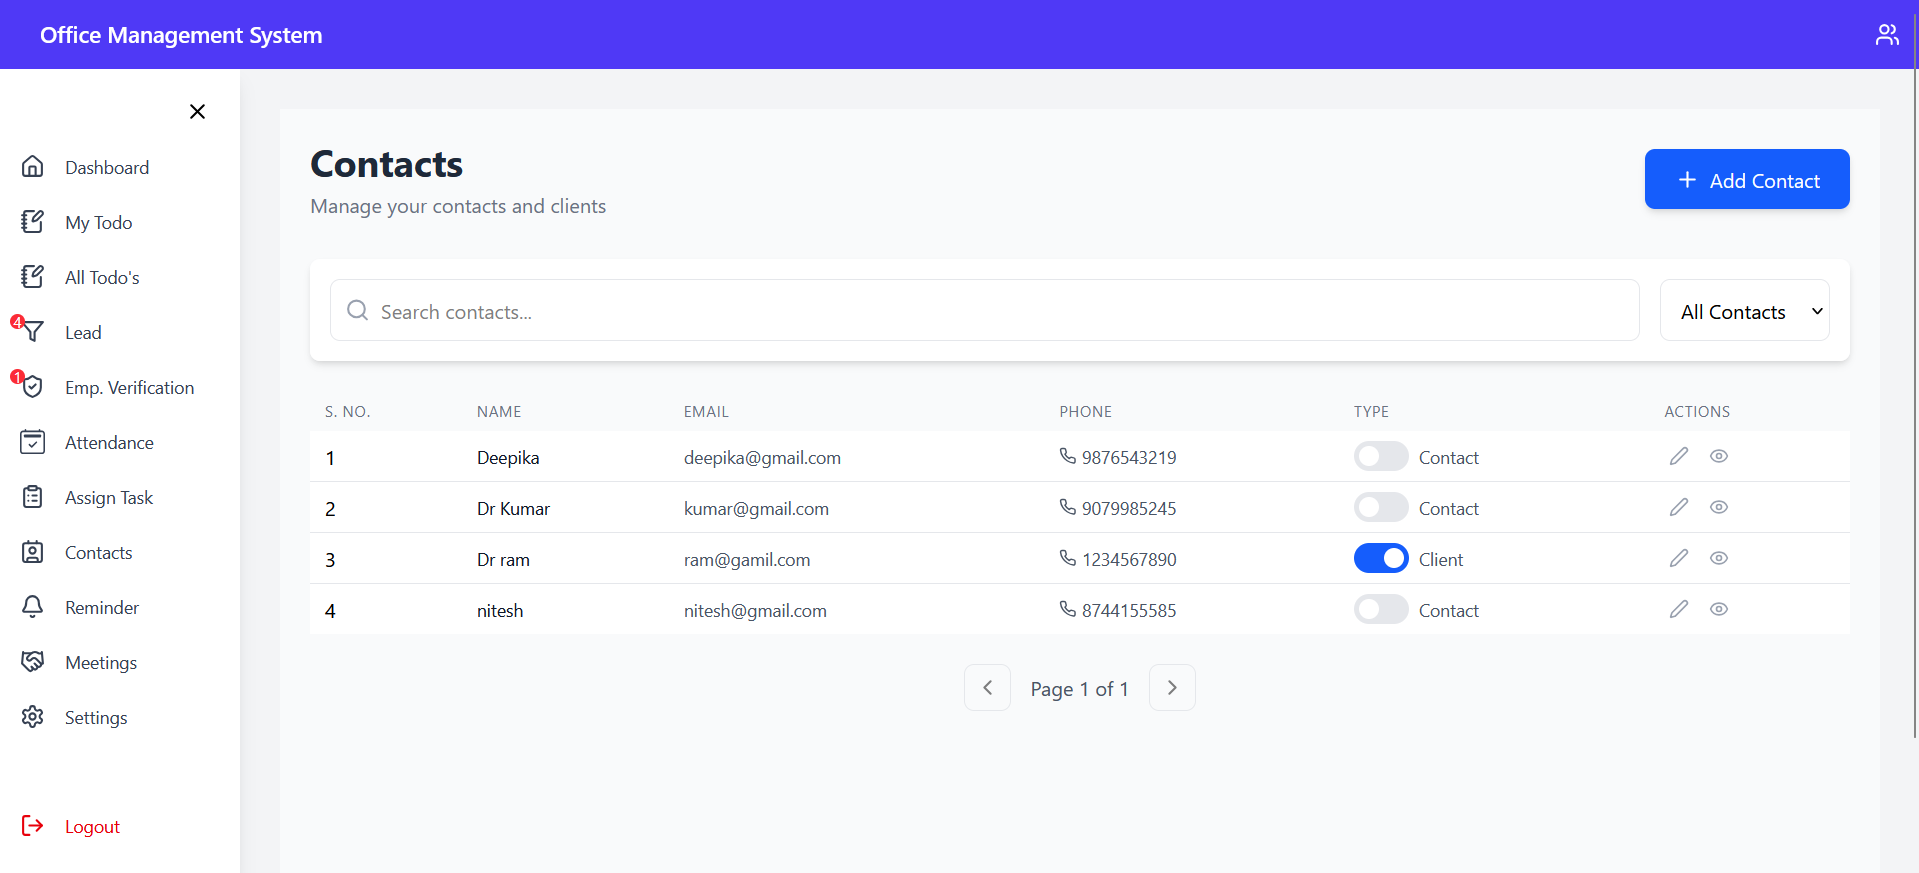 Office Management System
Dashboard
My Todo
All Todo's
4
Lead
1
Emp. Verification
Attendance
Assign Task
Contacts
Reminder
Meetings
Settings
Logout
Contacts
Manage your contacts and clients
+ Add Contact
Search contacts...
All Contacts
S. NO. NAME EMAIL PHONE TYPE ACTIONS
1 Deepika deepika@gmail.com 9876543219 Contact
2 Dr Kumar kumar@gmail.com 9079985245 Contact
3 Dr ram ram@gamil.com 1234567890 Client
4 nitesh nitesh@gmail.com 8744155585 Contact
Page 1 of 1